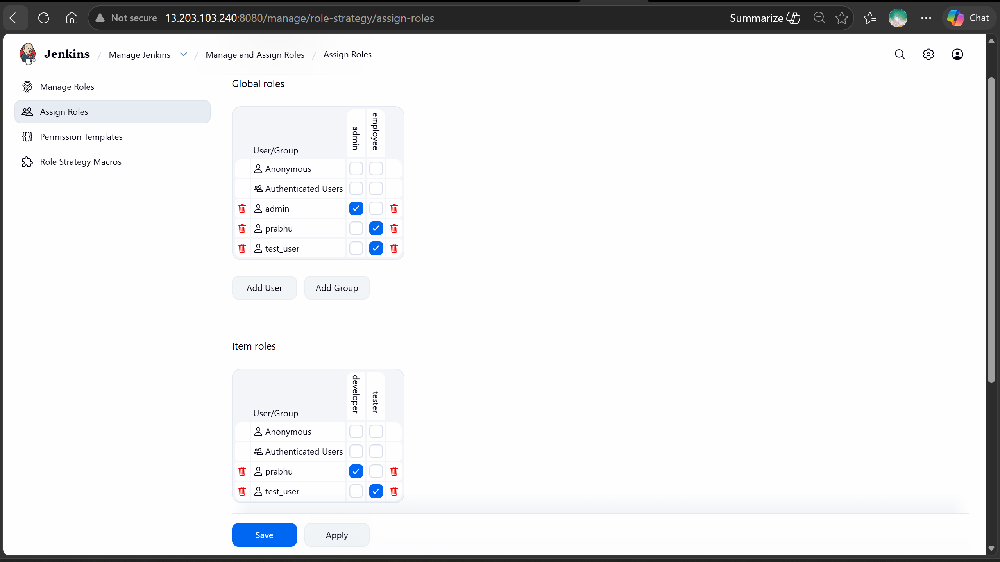 Not secure 13.203.103.240:8080/manage/role-strategy/assign-roles Summarize Chat
Jenkins / Manage Jenkins / Manage and Assign Roles / Assign Roles
Manage Roles
Assign Roles
Permission Templates
Role Strategy Macros
Global roles
User/Group admin employee
Anonymous
Authenticated Users
admin
prabhu
test_user
Add User Add Group
Item roles
User/Group developer tester
Anonymous
Authenticated Users
prabhu
test_user
Save Apply